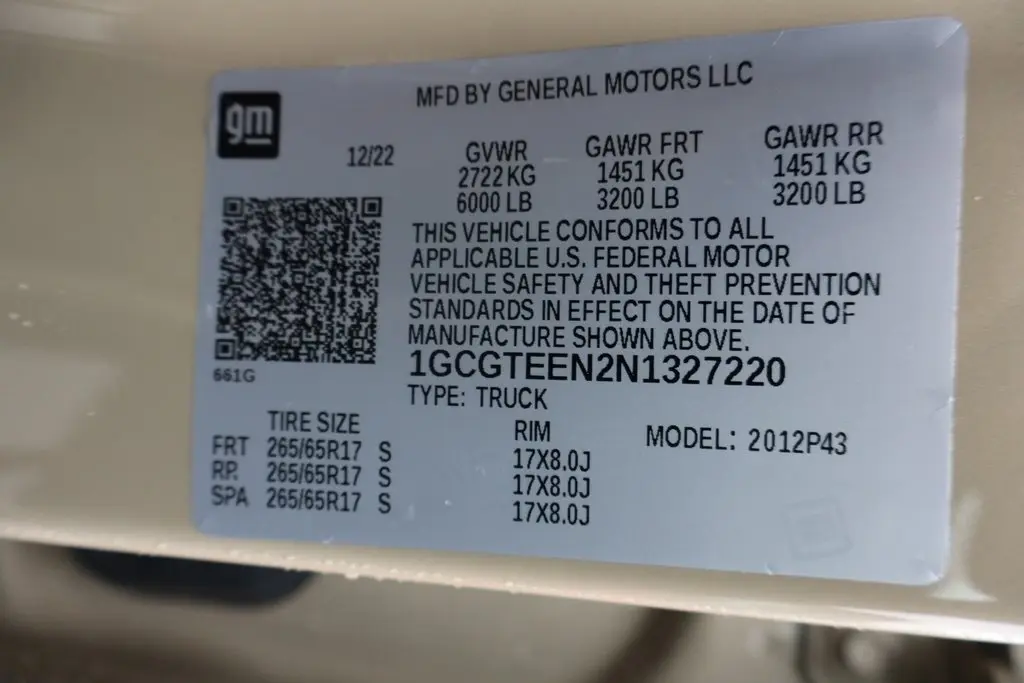 MFD BY GENERAL MOTORS LLC
gm
12/22
GVWR GAWR FRT GAWR RR
2722 KG 1451 KG 1451 KG
6000 LB 3200 LB 3200 LB
THIS VEHICLE CONFORMS TO ALL
APPLICABLE U.S. FEDERAL MOTOR
VEHICLE SAFETY AND THEFT PREVENTION
STANDARDS IN EFFECT ON THE DATE OF
MANUFACTURE SHOWN ABOVE.
661G
1GCGTEEN2N1327220
TYPE: TRUCK
TIRE SIZE RIM MODEL: 2012P43
FRT 265/65R17 S 17X8.0J
RR 265/65R17 S 17X8.0J
SPA 265/65R17 S 17X8.0J